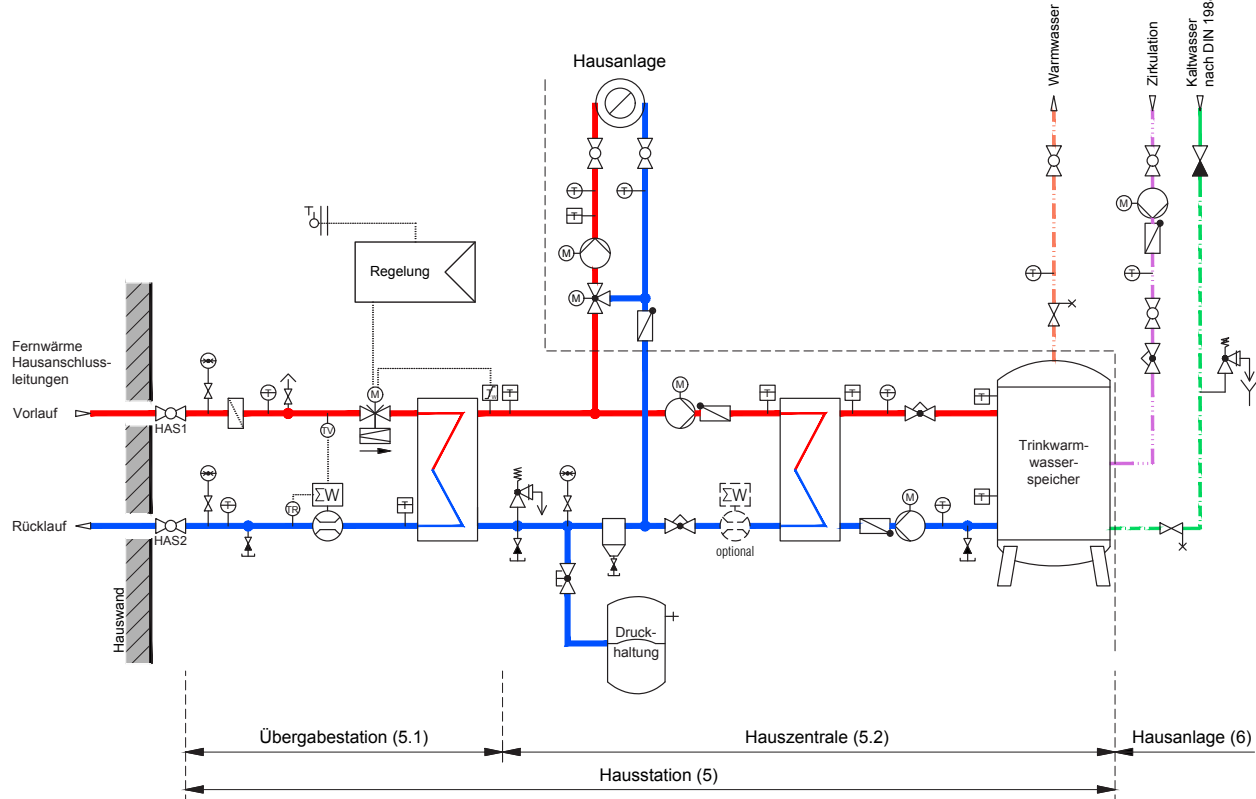 Hausanlage
Warmwasser
Zirkulation
Kaltwasser
nach DIN 198
T
T
T
M
M
T
T
M
T
Regelung
M
Fernwärme
Hausanschluss-
leitungen
Vorlauf
HAS1
T
TV
M
T
M
T
T
T
T
Trinkwarm-
wasser-
speicher
T
Rücklauf
HAS2
T
TR
ΣW
T
ΣW
optional
M
T
Hauswand
Druck-
haltung
Übergabestation (5.1)
Hauszentrale (5.2)
Hausanlage (6)
Hausstation (5)